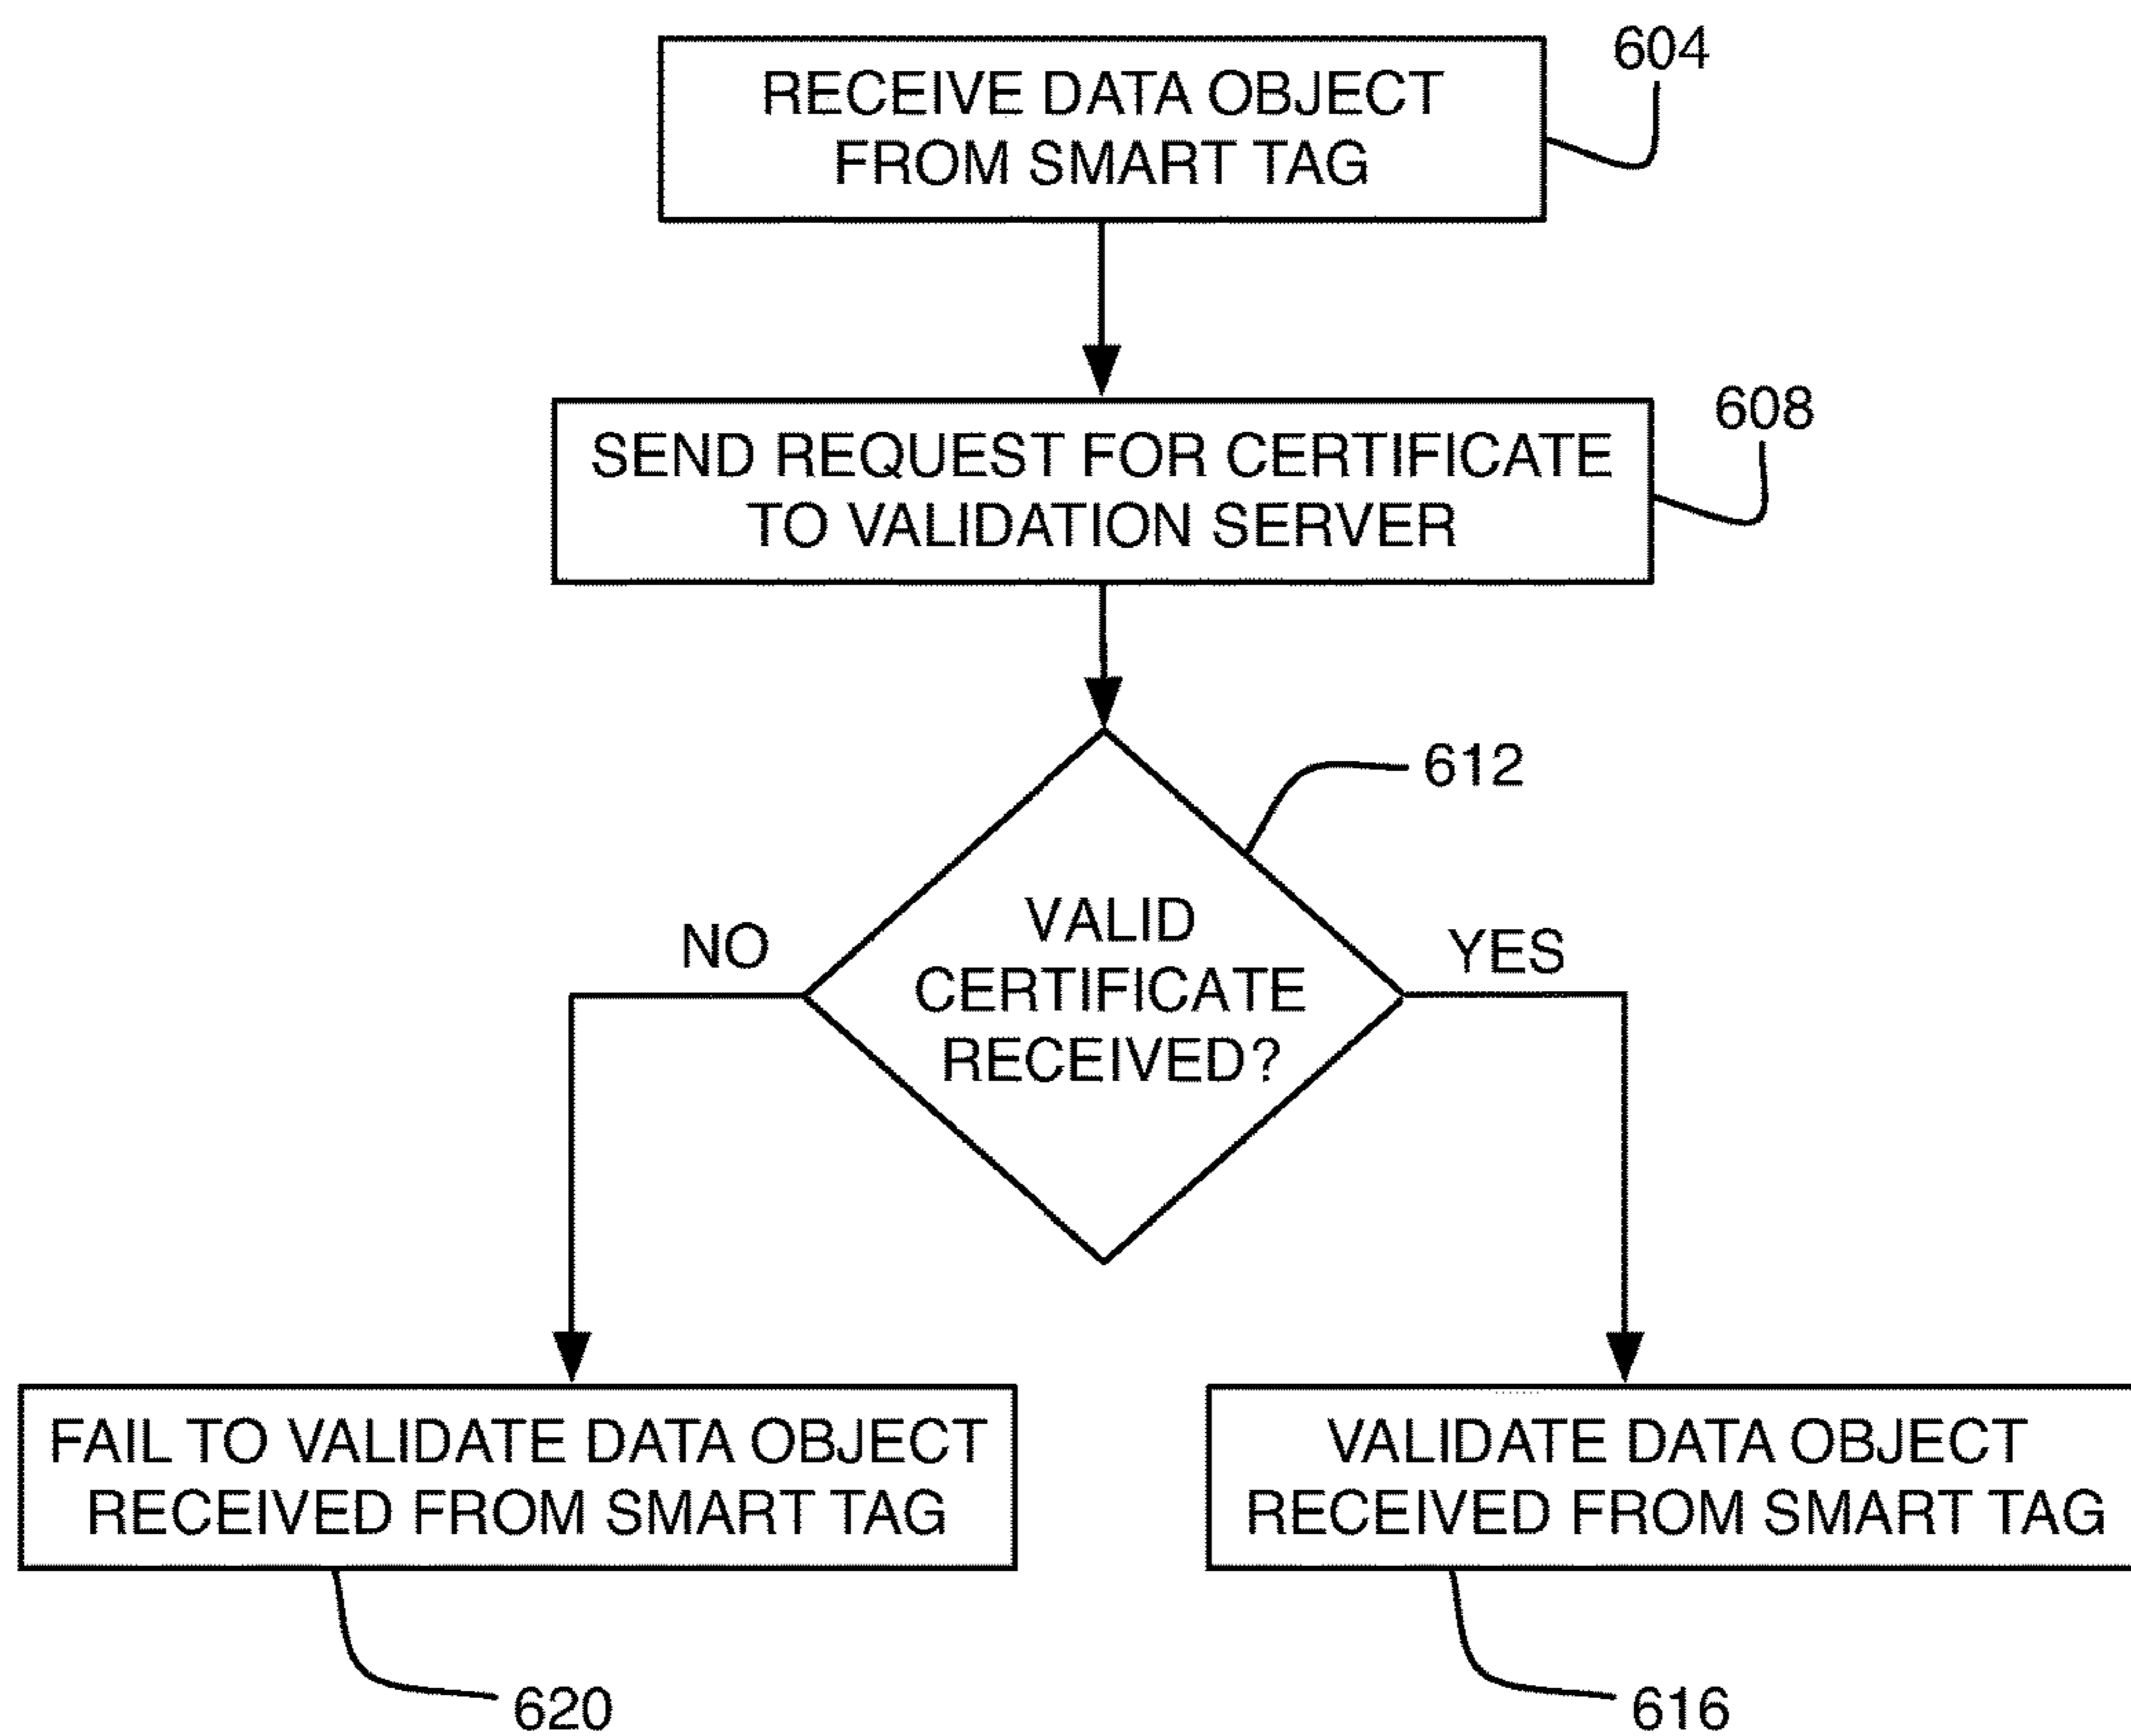 604
RECEIVE DATA OBJECT
FROM SMART TAG
608
SEND REQUEST FOR CERTIFICATE
TO VALIDATION SERVER
612
VALID
CERTIFICATE
RECEIVED?
NO
YES
FAIL TO VALIDATE DATA OBJECT
RECEIVED FROM SMART TAG
VALIDATE DATA OBJECT
RECEIVED FROM SMART TAG
620
616